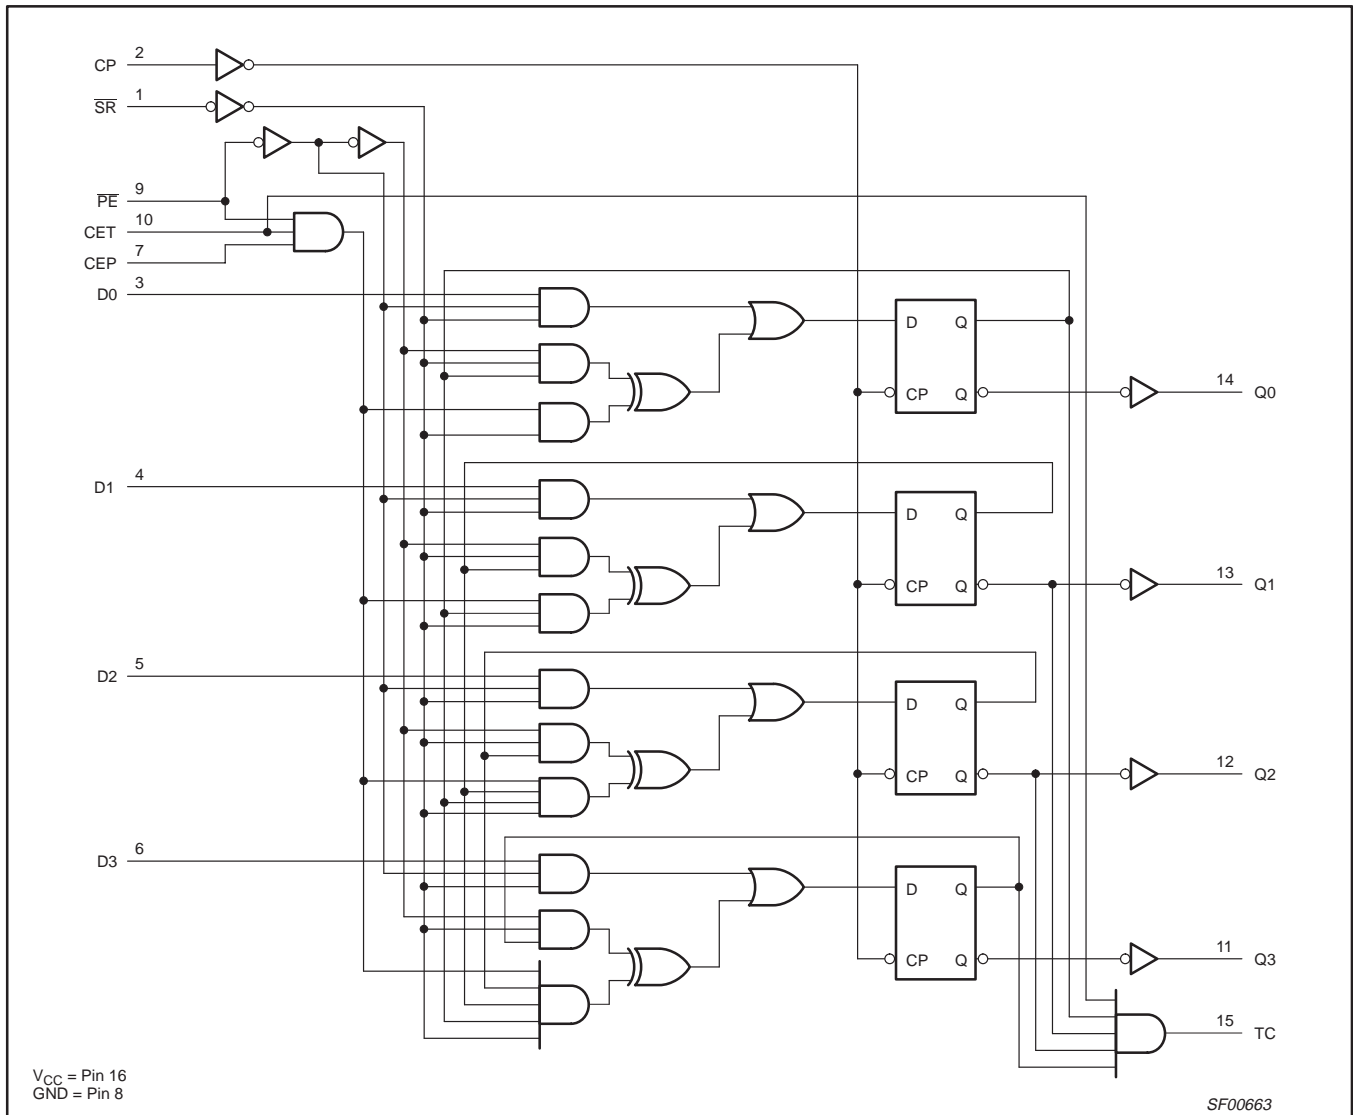 CP 2
SR 1
PE 9
CET 10
CEP 7
D0 3
D Q
CP Q
14 Q0
D1 4
D Q
CP Q
13 Q1
D2 5
D Q
CP Q
12 Q2
D3 6
D Q
CP Q
11 Q3
15 TC
VCC = Pin 16
GND = Pin 8
SF00663